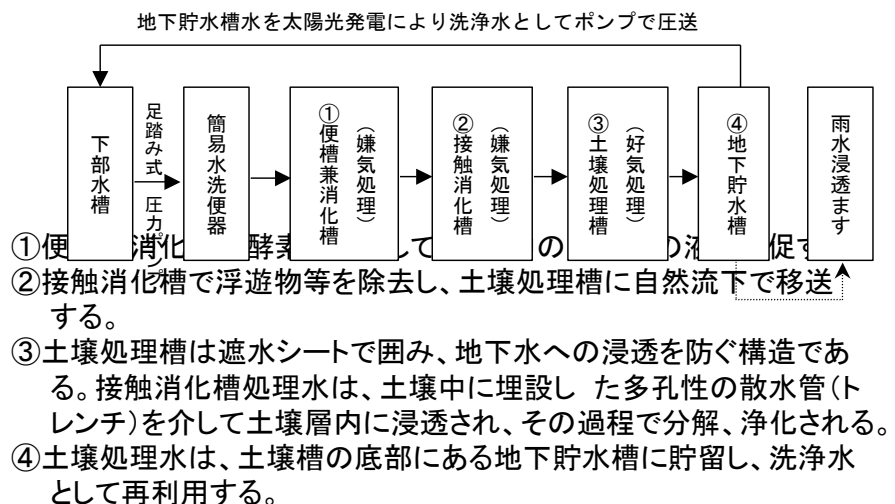 地下貯水槽水を太陽光発電により洗浄水としてポンプで圧送
下部水槽
足踏み式 圧力ポンプ
簡易水洗便器
①便槽兼消化槽
（嫌気処理）
②接触消化槽
（嫌気処理）
③土壌処理槽
（好気処理）
④地下貯水槽
雨水浸透ます
①便 消化 酵素 して の の液 促す
②接触消化槽で浮遊物等を除去し、土壌処理槽に自然流下で移送
する。
③土壌処理槽は遮水シートで囲み、地下水への浸透を防ぐ構造であ
る。接触消化槽処理水は、土壌中に埋設し た多孔性の散水管（ト
レンチ）を介して土壌層内に浸透され、その過程で分解、浄化される。
④土壌処理水は、土壌槽の底部にある地下貯水槽に貯留し、洗浄水
として再利用する。